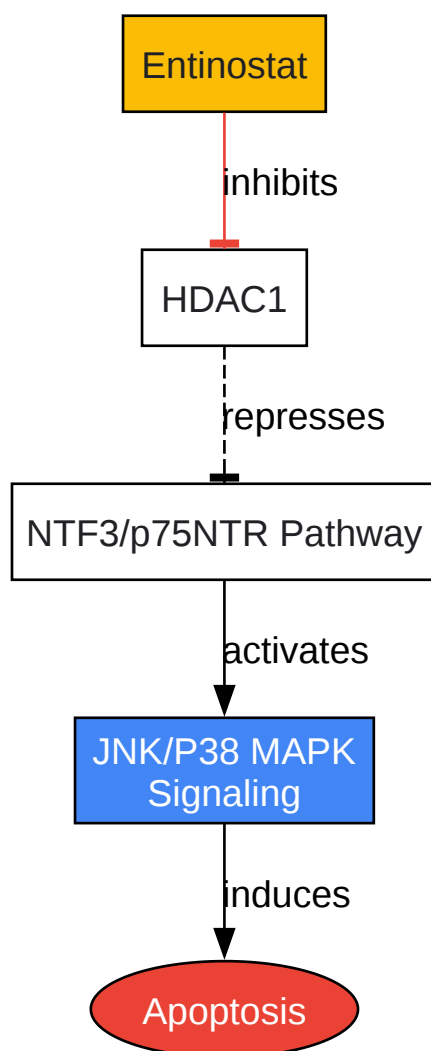 Entinostat
inhibits
HDAC1
represses
NTF3/p75NTR Pathway
activates
JNK/P38 MAPK
Signaling
induces
Apoptosis